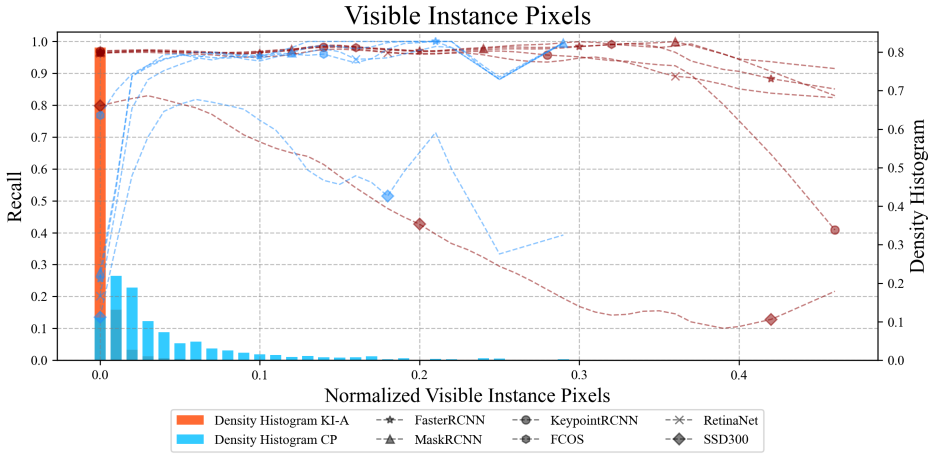 Visible Instance Pixels
1.0
0.9
0.8
0.7
0.6
0.5
0.4
0.3
0.2
0.1
0.0
Recall
0.8
0.7
0.6
0.5
0.4
0.3
0.2
0.1
0.0
Density Histogram
0.0 0.1 0.2 0.3 0.4
Normalized Visible Instance Pixels
Density Histogram KI-A FasterRCNN KeypointRCNN RetinaNet
Density Histogram CP MaskRCNN FCOS SSD300